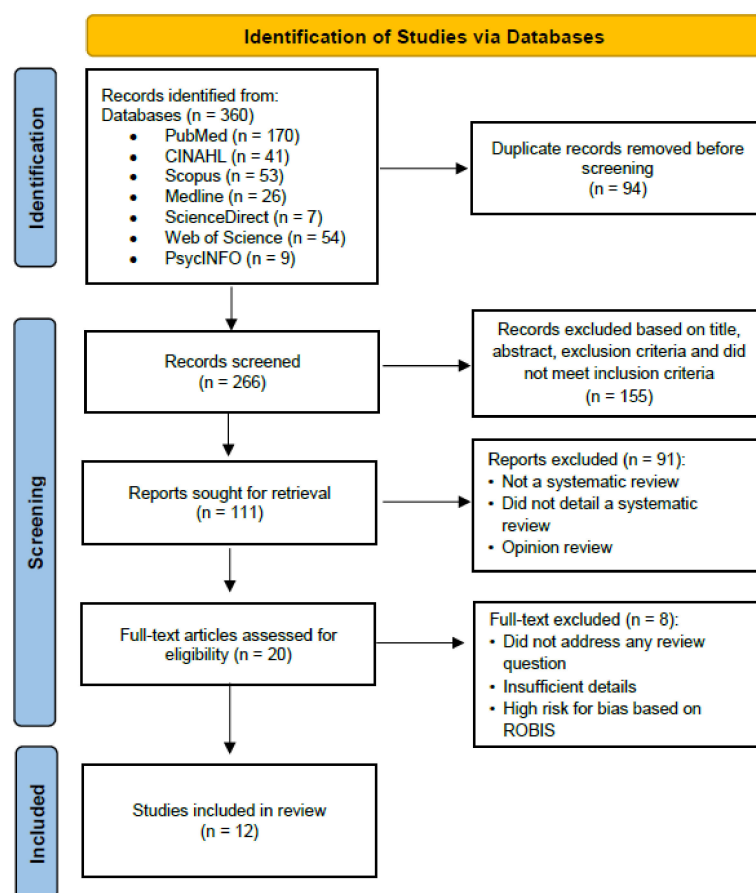 Identification of Studies via Databases
Identification
Records identified from:
Databases (n = 360)
• PubMed (n = 170)
• CINAHL (n = 41)
• Scopus (n = 53)
• Medline (n = 26)
• ScienceDirect (n = 7)
• Web of Science (n = 54)
• PsycINFO (n = 9)
Duplicate records removed before
screening
(n = 94)
Screening
Records screened
(n = 266)
Records excluded based on title,
abstract, exclusion criteria and did
not meet inclusion criteria
(n = 155)
Reports sought for retrieval
(n = 111)
Reports excluded (n = 91):
• Not a systematic review
• Did not detail a systematic
review
• Opinion review
Full-text articles assessed for
eligibility (n = 20)
Full-text excluded (n = 8):
• Did not address any review
question
• Insufficient details
• High risk for bias based on
ROBIS
Included
Studies included in review
(n = 12)